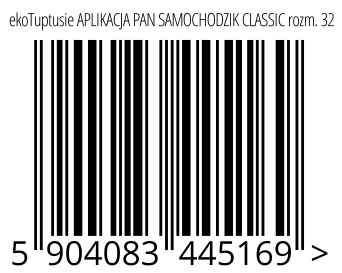 ekoTuptusie APLIKACJA PAN SAMOCHODZIK CLASSIC rozm. 32
5 904083 445169 >